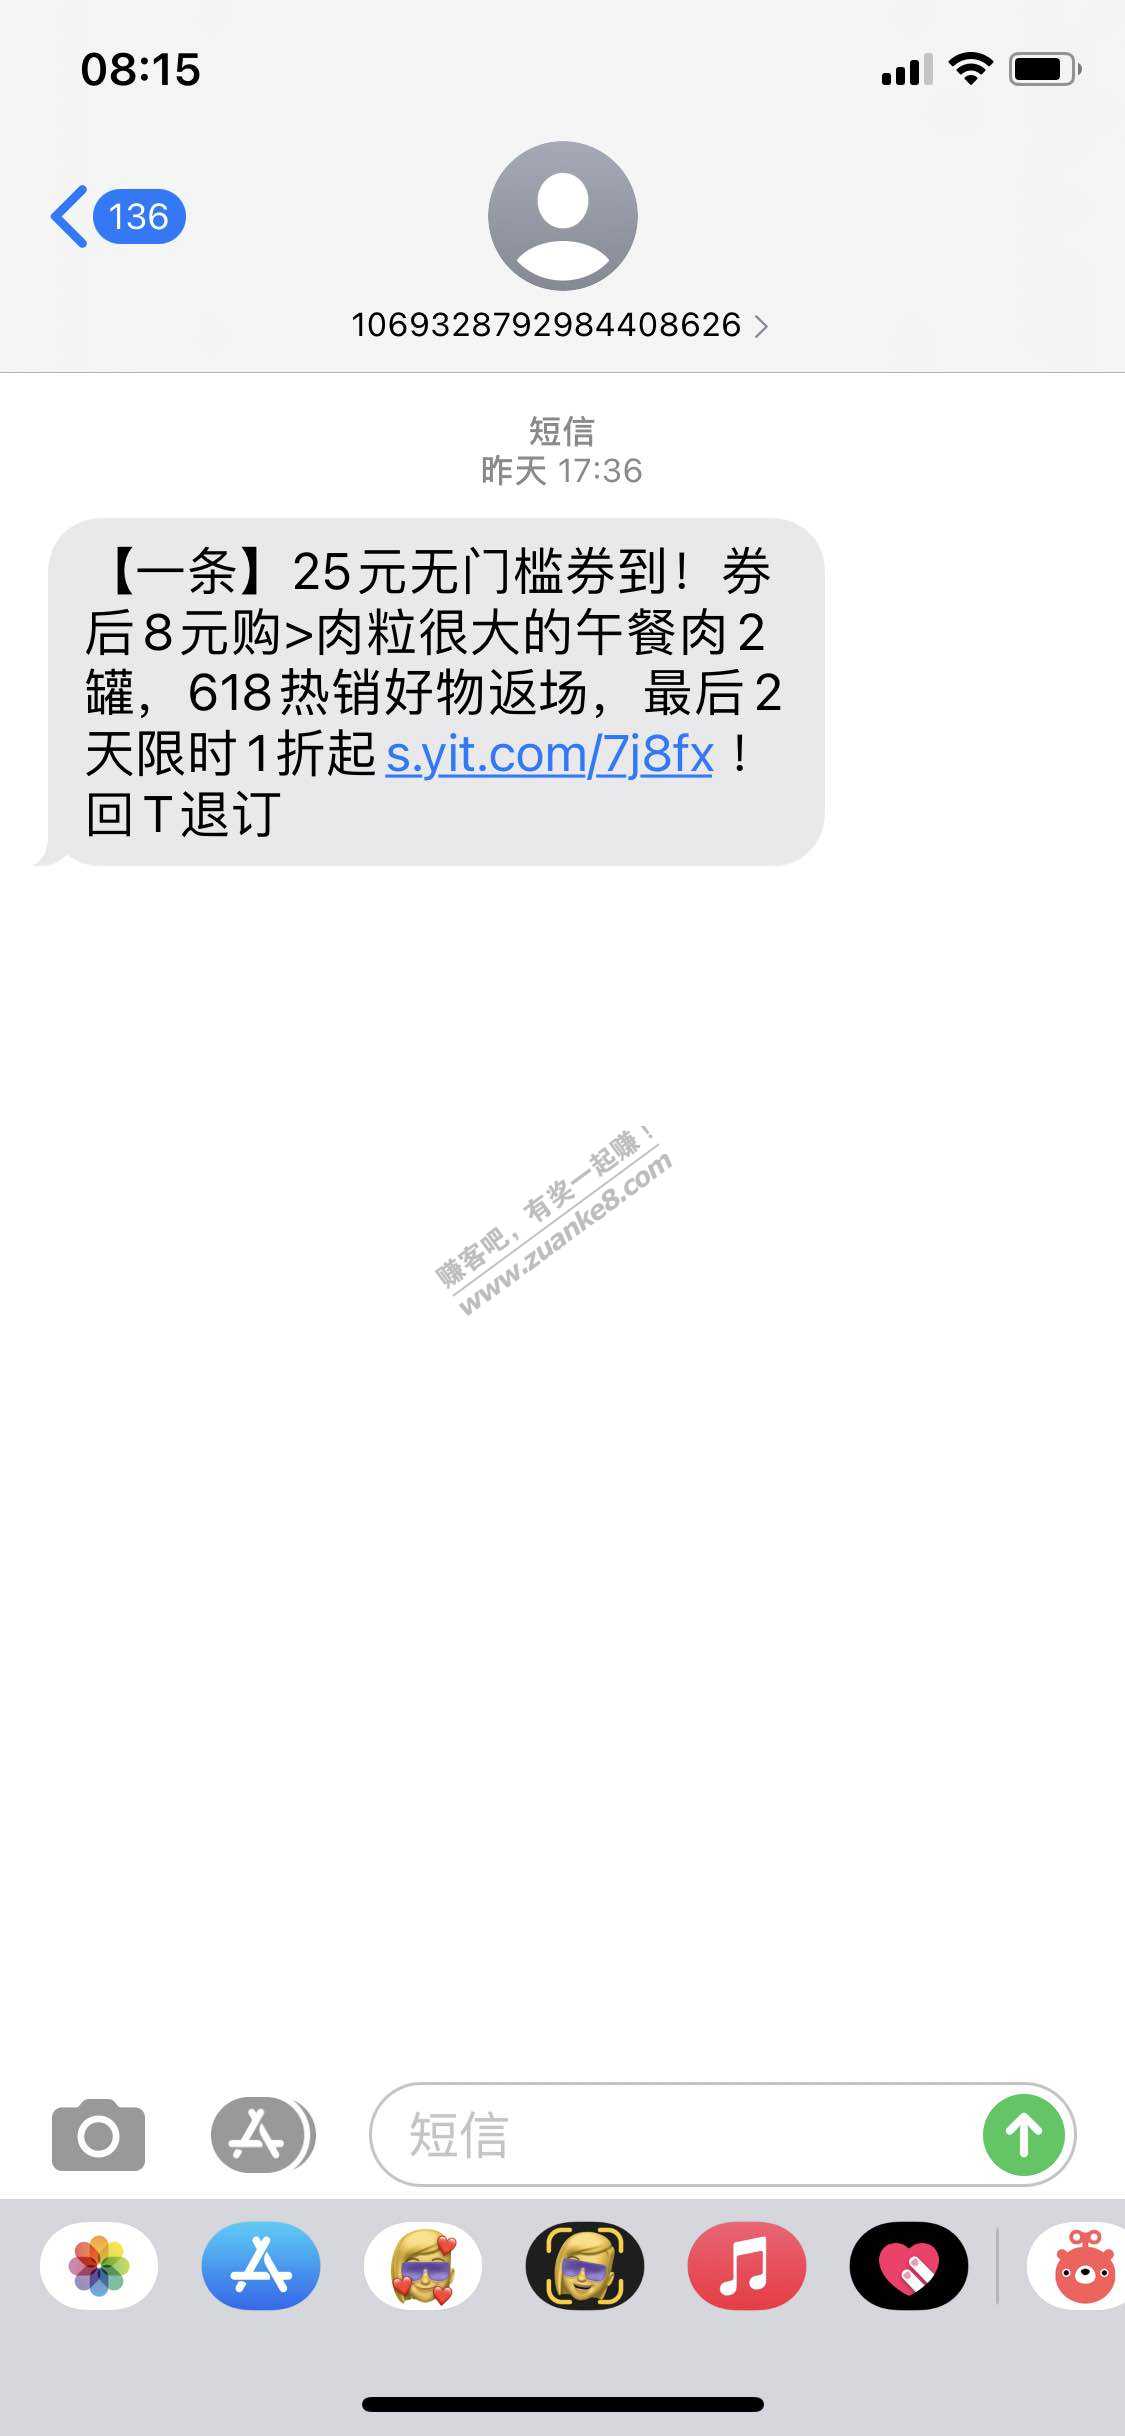 08:15
136
1069328792984408626
短信
昨天 17:36
【一条】25元无门槛券到！券
后8元购>肉粒很大的午餐肉2
罐，618热销好物返场，最后2
天限时1折起s.yit.com/7j8fx！
回T退订
赚客吧，有奖一起赚！
www.zuanke8.com
短信